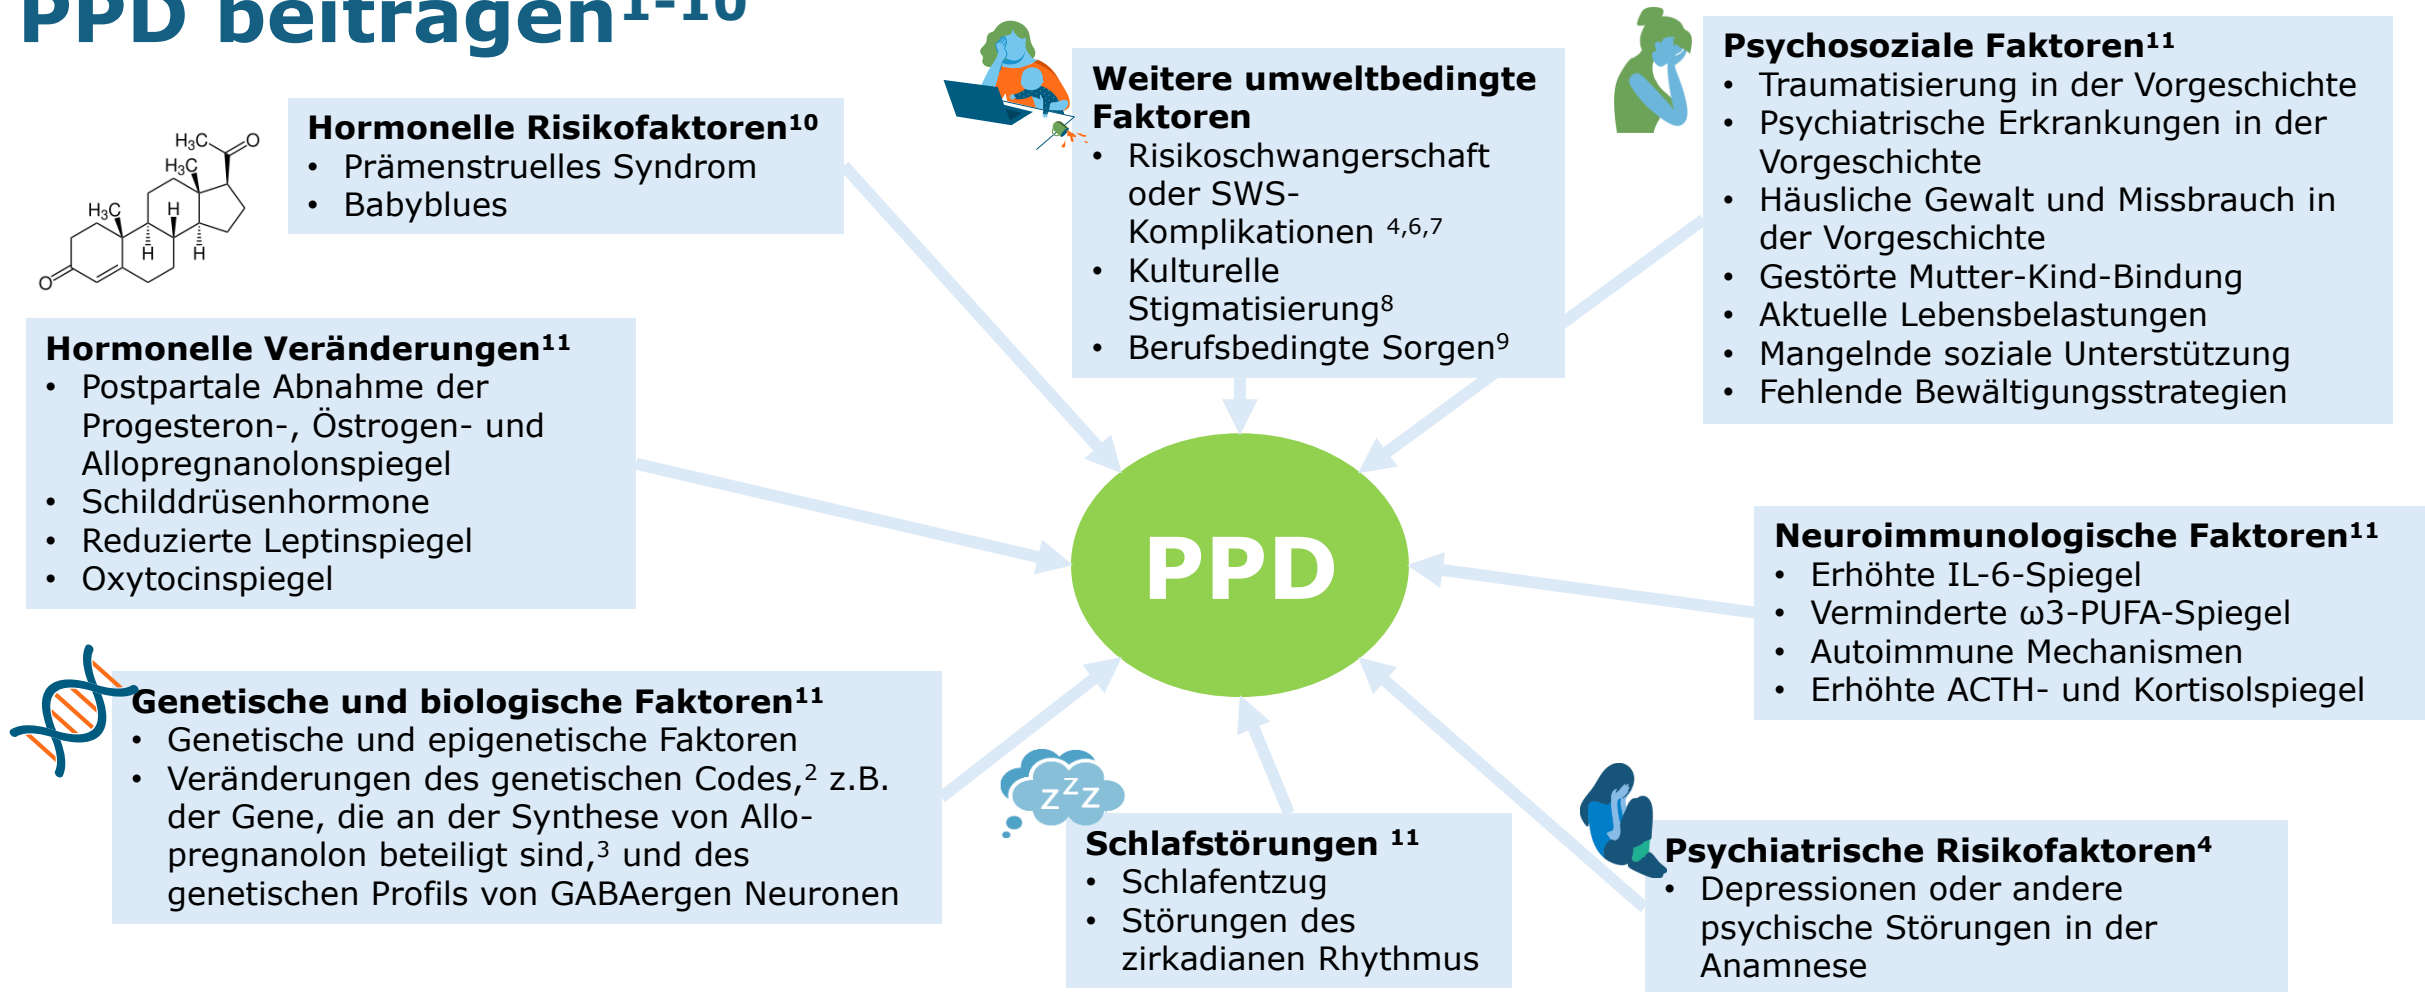 PPD beitragen¹⁻¹⁰
Hormonelle Risikofaktoren¹⁰
• Prämenstruelles Syndrom
• Babyblues
H₃C
O
H₃C
H₃C
H
H
H
O
Hormonelle Veränderungen¹¹
• Postpartale Abnahme der
Progesteron-, Östrogen- und
Allopregnanolonspiegel
• Schilddrüsenhormone
• Reduzierte Leptinspiegel
• Oxytocinspiegel
Genetische und biologische Faktoren¹¹
• Genetische und epigenetische Faktoren
• Veränderungen des genetischen Codes,² z.B.
der Gene, die an der Synthese von Allo-
pregnanolon beteiligt sind,³ und des
genetischen Profils von GABAergen Neuronen
Weitere umweltbedingte
Faktoren
• Risikoschwangerschaft
oder SWS-
Komplikationen ⁴,⁶,⁷
• Kulturelle
Stigmatisierung⁸
• Berufsbedingte Sorgen⁹
PPD
zzz
Schlafstörungen ¹¹
• Schlafentzug
• Störungen des
zirkadianen Rhythmus
Psychosoziale Faktoren¹¹
• Traumatisierung in der Vorgeschichte
• Psychiatrische Erkrankungen in der
Vorgeschichte
• Häusliche Gewalt und Missbrauch in
der Vorgeschichte
• Gestörte Mutter-Kind-Bindung
• Aktuelle Lebensbelastungen
• Mangelnde soziale Unterstützung
• Fehlende Bewältigungsstrategien
Neuroimmunologische Faktoren¹¹
• Erhöhte IL-6-Spiegel
• Verminderte ω3-PUFA-Spiegel
• Autoimmune Mechanismen
• Erhöhte ACTH- und Kortisolspiegel
Psychiatrische Risikofaktoren⁴
• Depressionen oder andere
psychische Störungen in der
Anamnese